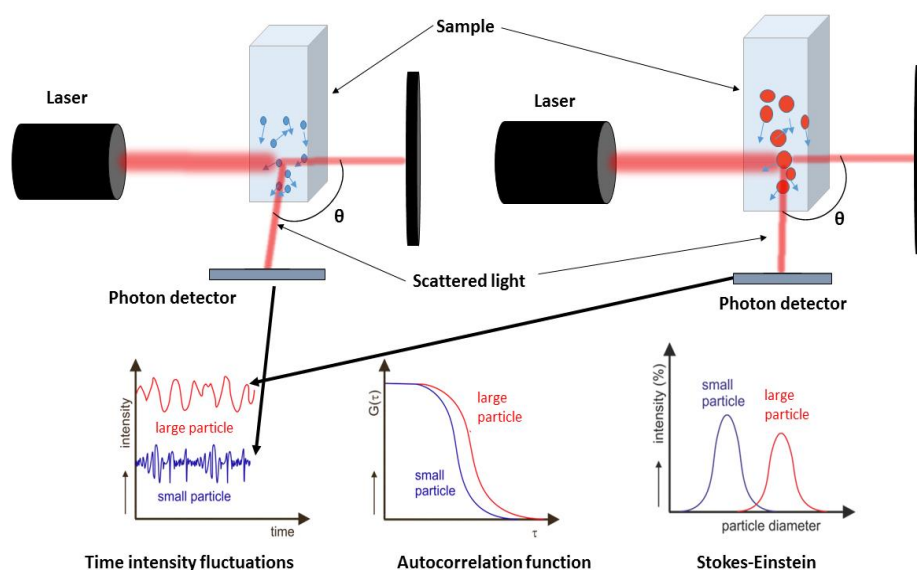 Sample
Laser
Laser
θ
θ
Scattered light
Photon detector
Photon detector
intensity
large particle
small particle
time
Time intensity fluctuations
G(τ)
large
particle
small
particle
τ
Autocorrelation function
intensity (%)
small
particle
large
particle
particle diameter
Stokes-Einstein